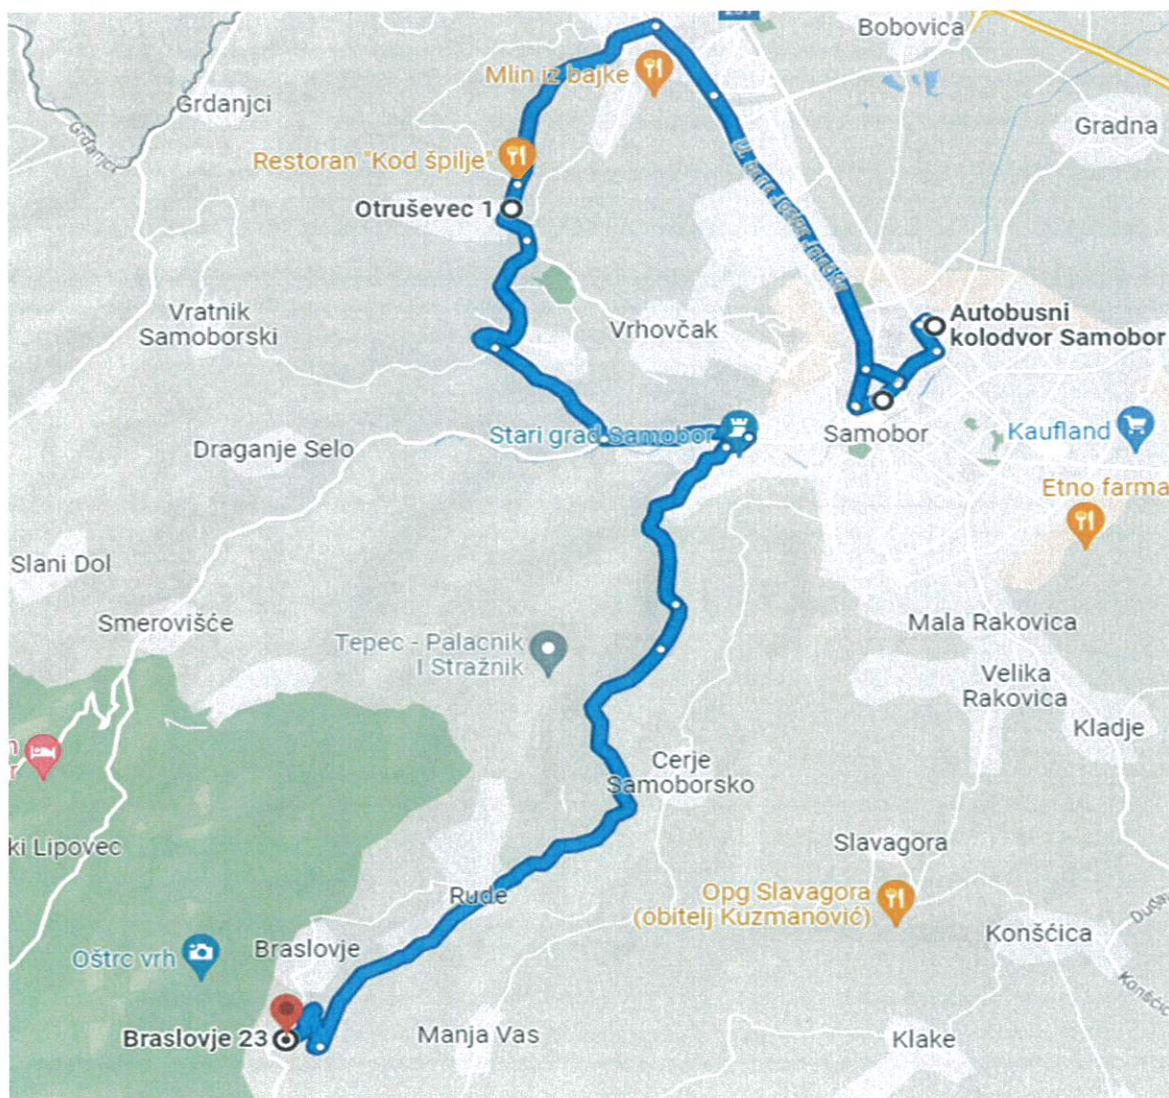 Bobovica
Mlin iz bajke
Grdanjci
Grdanjci
Gradna
Restoran "Kod špilje"
Otruševec 1
Vratnik
Samoborski
Vrhovčak
Autobusni
kolodvor Samobor
Stari grad Samobor
Samobor
Kaufland
Draganje Selo
Etno farma
Slani Dol
Smerovišće
Mala Rakovica
Tepec - Palacnik
I Stražnik
Velika
Rakovica
Kladje
Cerje
Samoborsko
ki Lipovec
Slavagora
Rude
Opg Slavagora
(obitelj Kuzmanović)
Braslovje
Konšćica
Oštrc vrh
Braslovje 23
Manja Vas
Klake